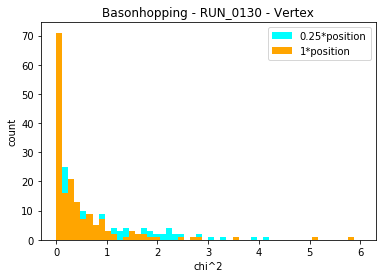 Basonhopping - RUN_0130 - Vertex
0.25*position
1*position
count
70
60
50
40
30
20
10
0
0 1 2 3 4 5 6
chi^2